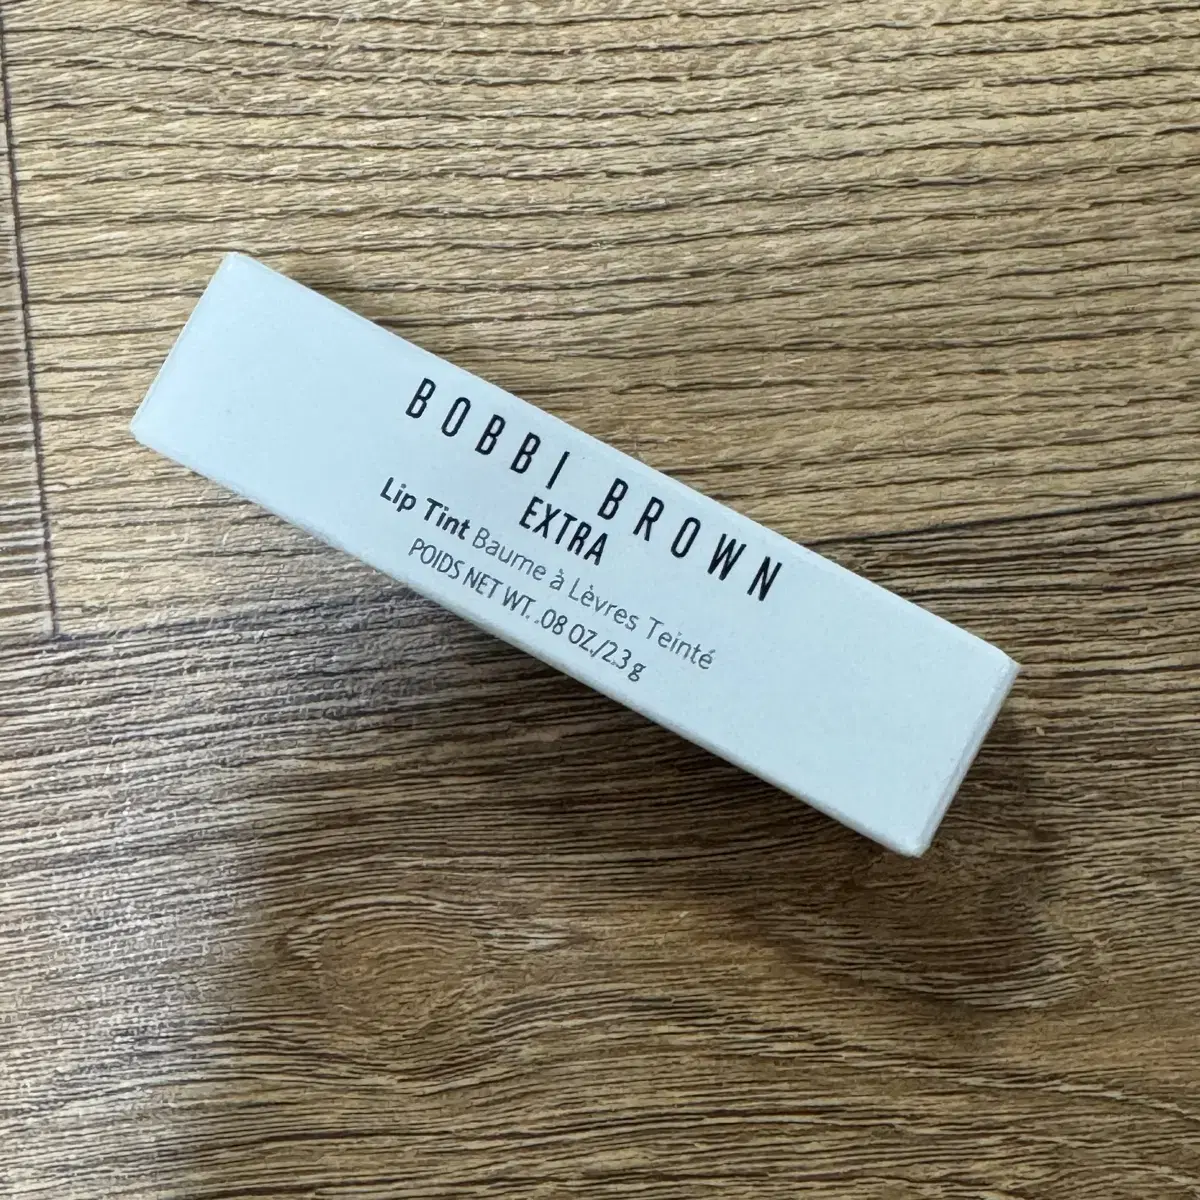 BOBBI BROWN
EXTRA
Lip Tint Baume à Lèvres Teinté
POIDS NET WT. .08 OZ./2.3 g